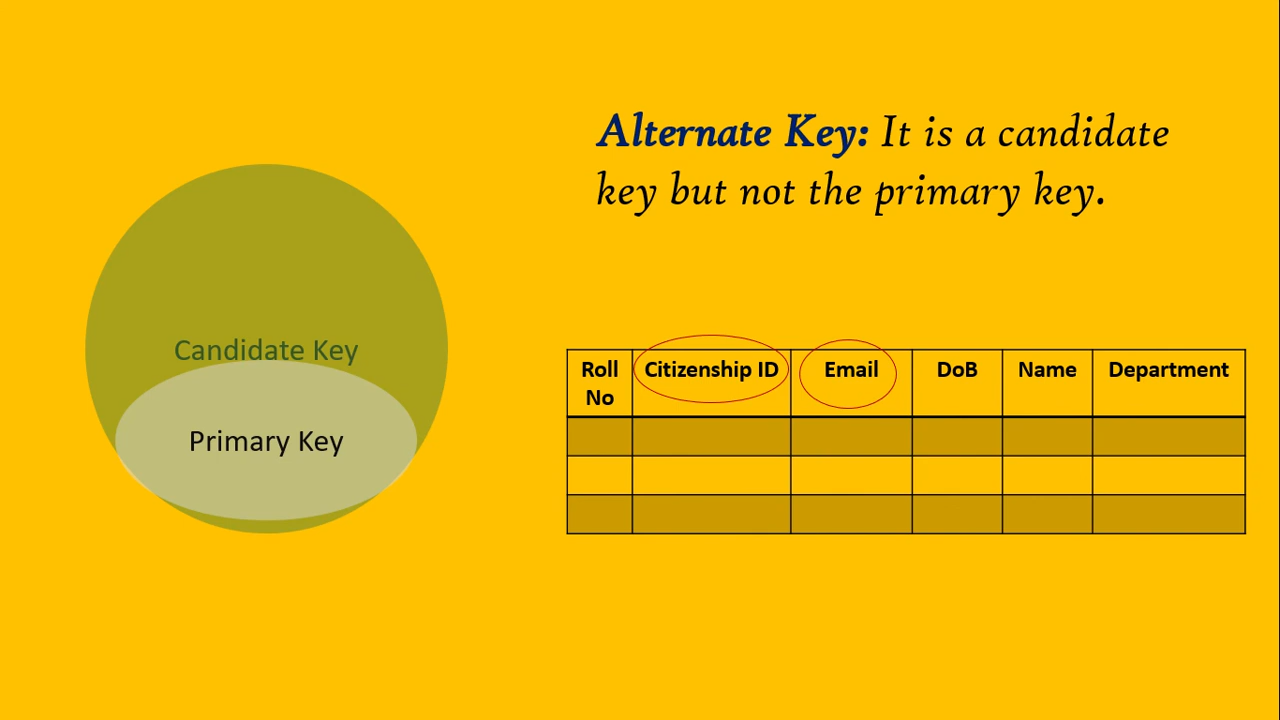 Alternate Key: It is a candidate
key but not the primary key.
Candidate Key
Primary Key
Roll No Citizenship ID Email DoB Name Department